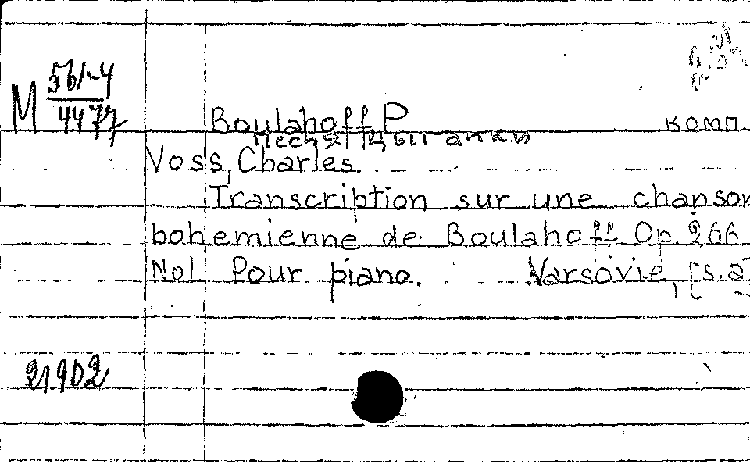 M 561-4
4477
Boulahoff P комп.
Песня цыганки
Voss, Charles.
Transcription sur une chanson
bohemienne de Boulahoff. Op. 266
No1 Pour piano. Varsovie, [s.a]
21902